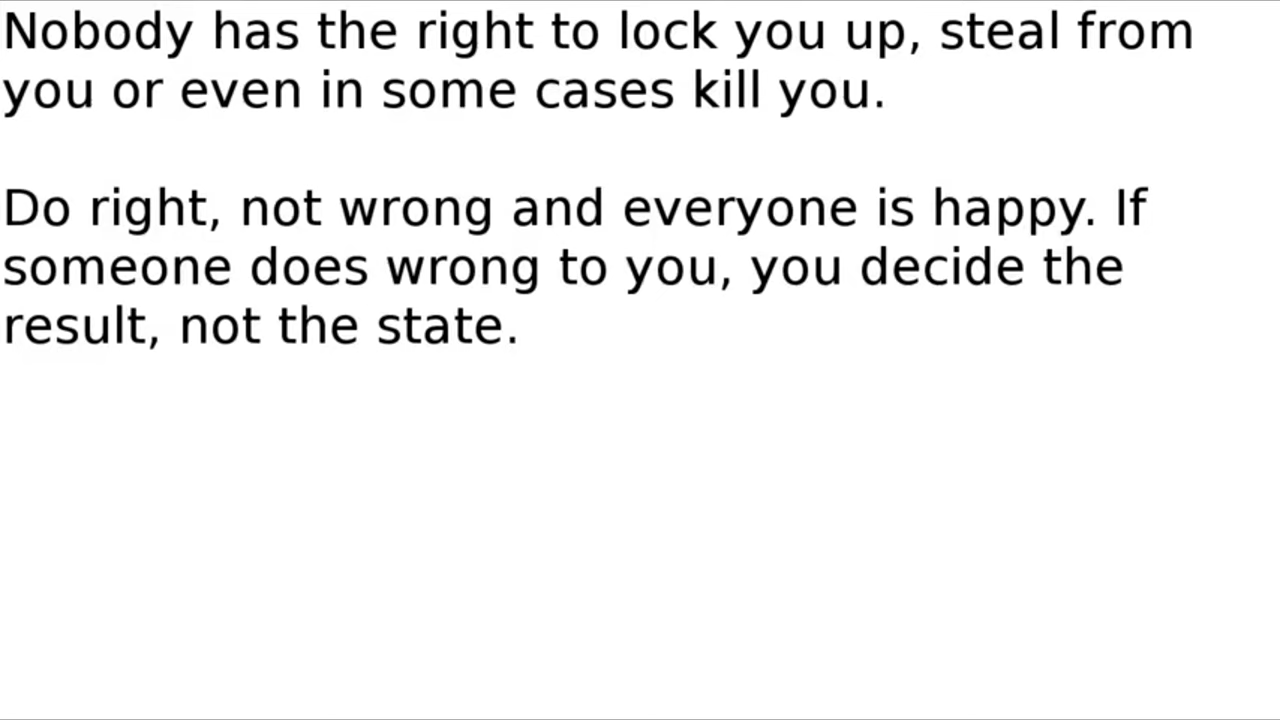 Nobody has the right to lock you up, steal from
you or even in some cases kill you.
Do right, not wrong and everyone is happy. If
someone does wrong to you, you decide the
result, not the state.